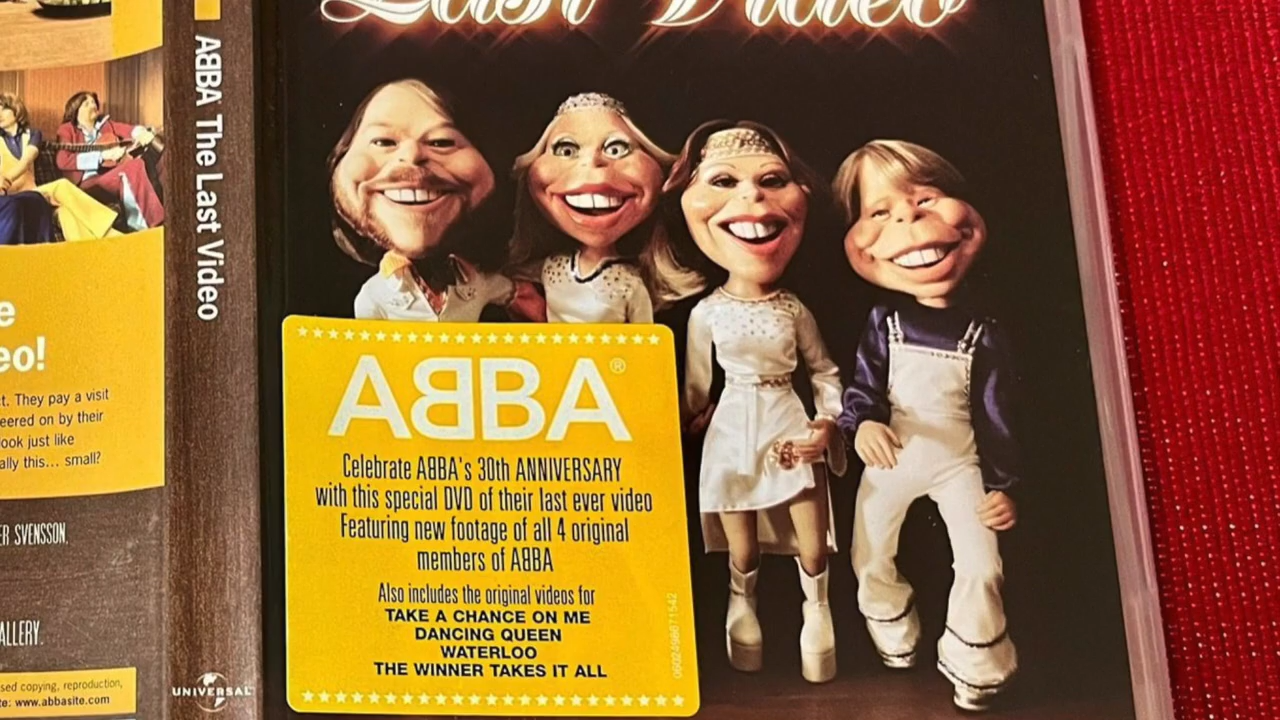 Last Video
ABBA The Last Video
e
eo!
t. They pay a visit
eered on by their
ook just like
ally this... small?
ER SVENSSON.
ALLERY.
sed copying, reproduction,
te: www.abbasite.com
UNIVERSAL
ABBA®
Celebrate ABBA's 30th ANNIVERSARY
with this special DVD of their last ever video
Featuring new footage of all 4 original
members of ABBA
Also includes the original videos for
TAKE A CHANCE ON ME
DANCING QUEEN
WATERLOO
THE WINNER TAKES IT ALL